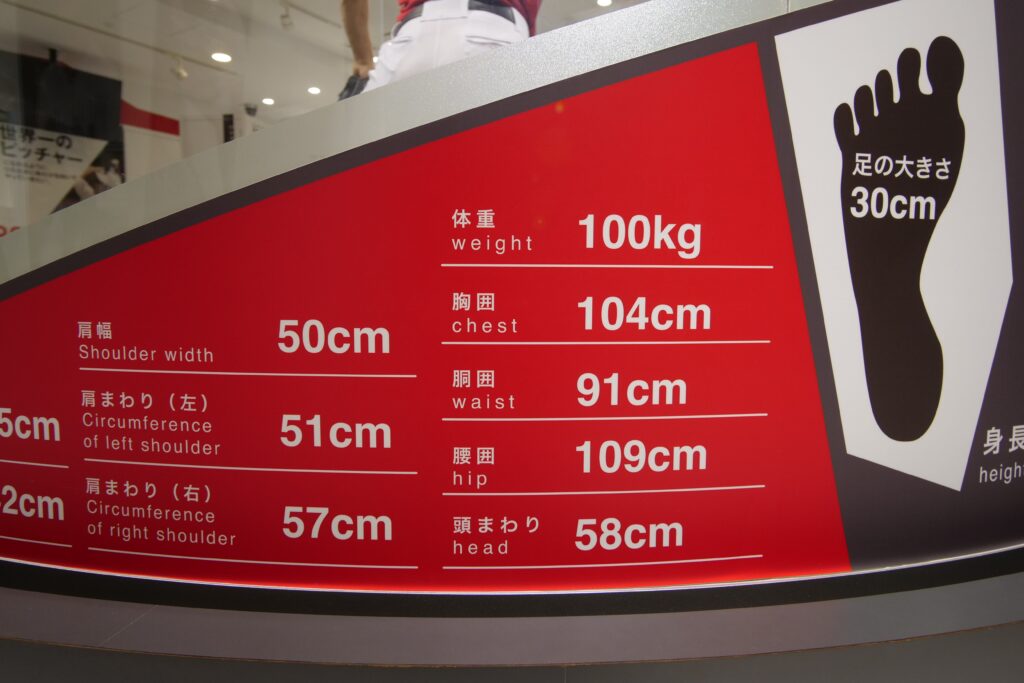 世界一の
ピッチャー
5cm
2cm
肩幅
Shoulder width
50cm
肩まわり（左）
Circumference
of left shoulder
51cm
肩まわり（右）
Circumference
of right shoulder
57cm
体重
weight
100kg
胸囲
chest
104cm
胴囲
waist
91cm
腰囲
hip
109cm
頭まわり
head
58cm
足の大きさ
30cm
身長
height